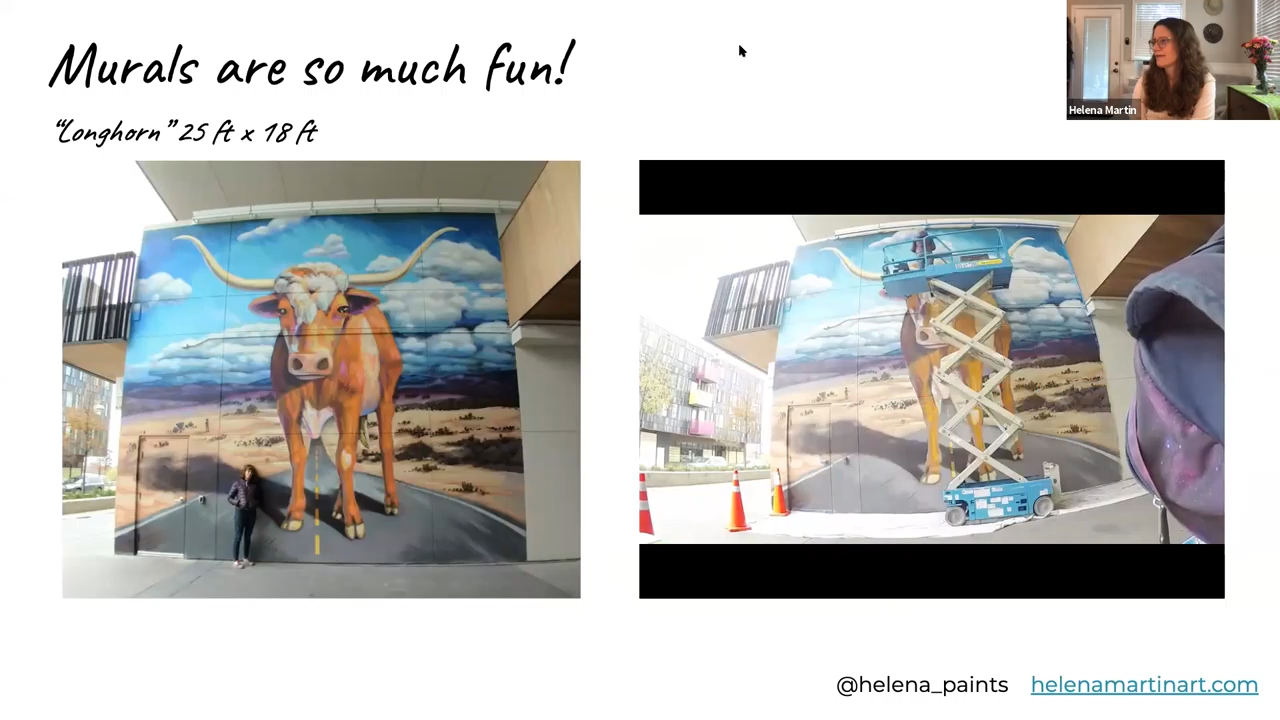 Murals are so much fun!
"Longhorn" 25 ft x 18 ft
Helena Martin
@helena_paints helenamartinart.com